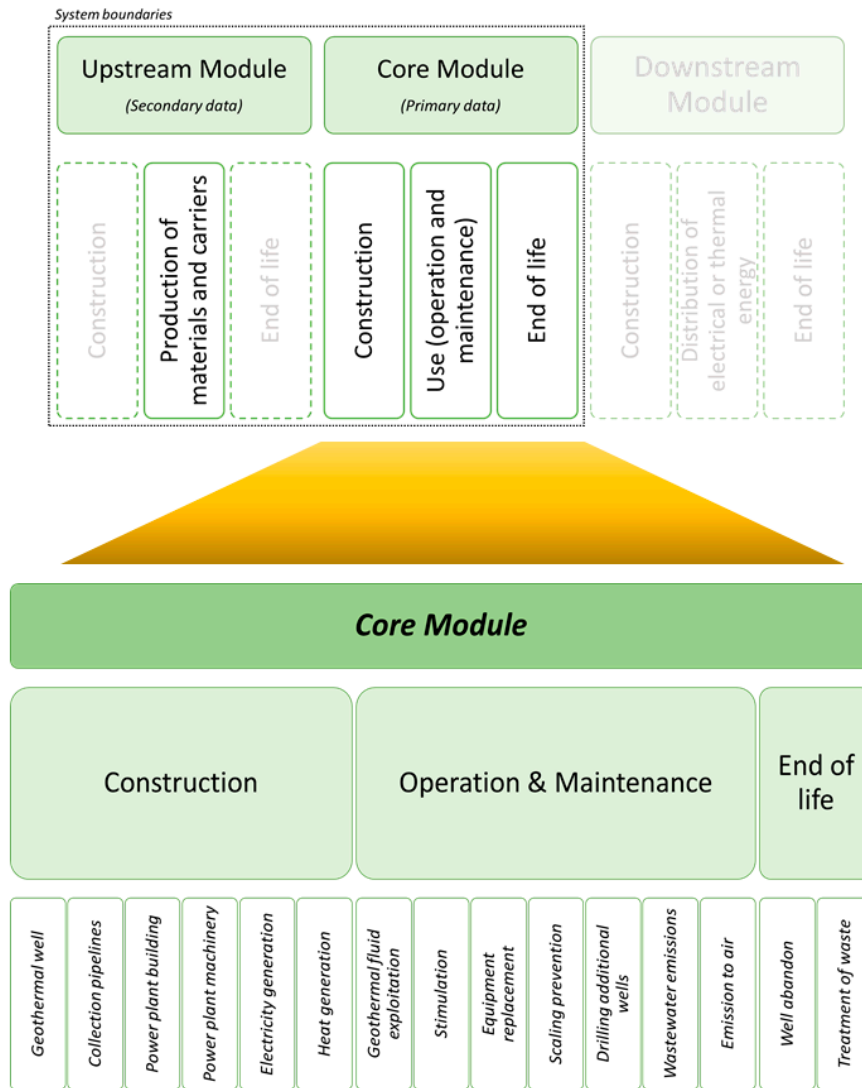 System boundaries
Upstream Module
(Secondary data)
Core Module
(Primary data)
Downstream
Module
Construction
Production of
materials and carriers
End of life
Construction
Use (operation and
maintenance)
End of life
Construction
Distribution of
electrical or thermal
energy
End of life
Core Module
Construction
Operation & Maintenance
End of
life
Geothermal well
Collection pipelines
Power plant building
Power plant machinery
Electricity generation
Heat generation
Geothermal fluid
exploitation
Stimulation
Equipment
replacement
Scaling prevention
Drilling additional
wells
Wastewater emissions
Emission to air
Well abandon
Treatment of waste